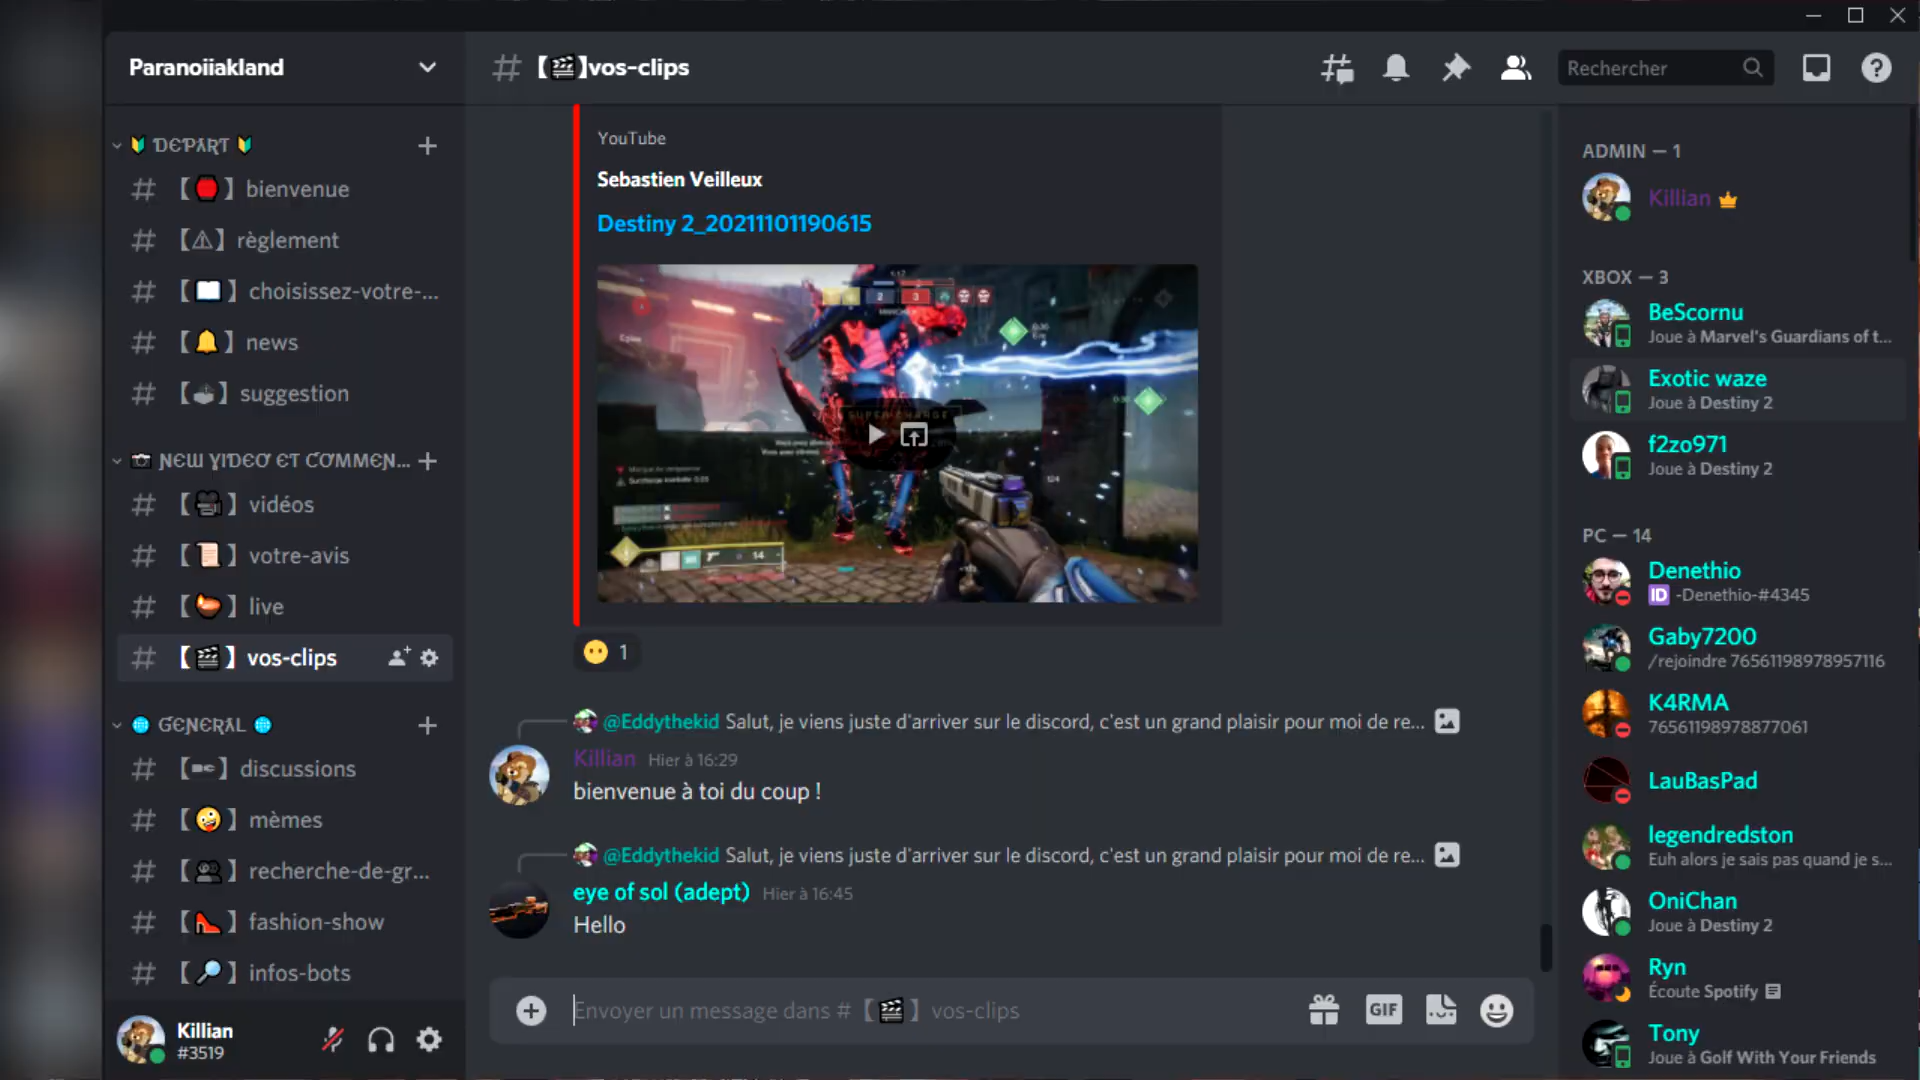 Paranoiiakland
DEPART
bienvenue
règlement
choisissez-votre-...
news
suggestion
NEW VIDEO ET COMMEN...
vidéos
votre-avis
live
vos-clips
GENERAL
discussions
mèmes
recherche-de-gr...
fashion-show
infos-bots
Killian
#3519
【🎬】vos-clips
Rechercher
YouTube
Sebastien Veilleux
Destiny 2_20211101190615
2 3
MANCHE
SUPER CHARGÉ
14
1
@Eddythekid Salut, je viens juste d'arriver sur le discord, c'est un grand plaisir pour moi de re...
Killian Hier à 16:29
bienvenue à toi du coup !
@Eddythekid Salut, je viens juste d'arriver sur le discord, c'est un grand plaisir pour moi de re...
eye of sol (adept) Hier à 16:45
Hello
Envoyer un message dans #【🎬】vos-clips
GIF
ADMIN — 1
Killian
XBOX — 3
BeScornu
Joue à Marvel's Guardians of t...
Exotic waze
Joue à Destiny 2
f2zo971
Joue à Destiny 2
PC — 14
Denethio
ID -Denethio-#4345
Gaby7200
/rejoindre 76561198978957116
K4RMA
76561198978877061
LauBasPad
legendredston
Euh alors je sais pas quand je s...
OniChan
Joue à Destiny 2
Ryn
Écoute Spotify
Tony
Joue à Golf With Your Friends